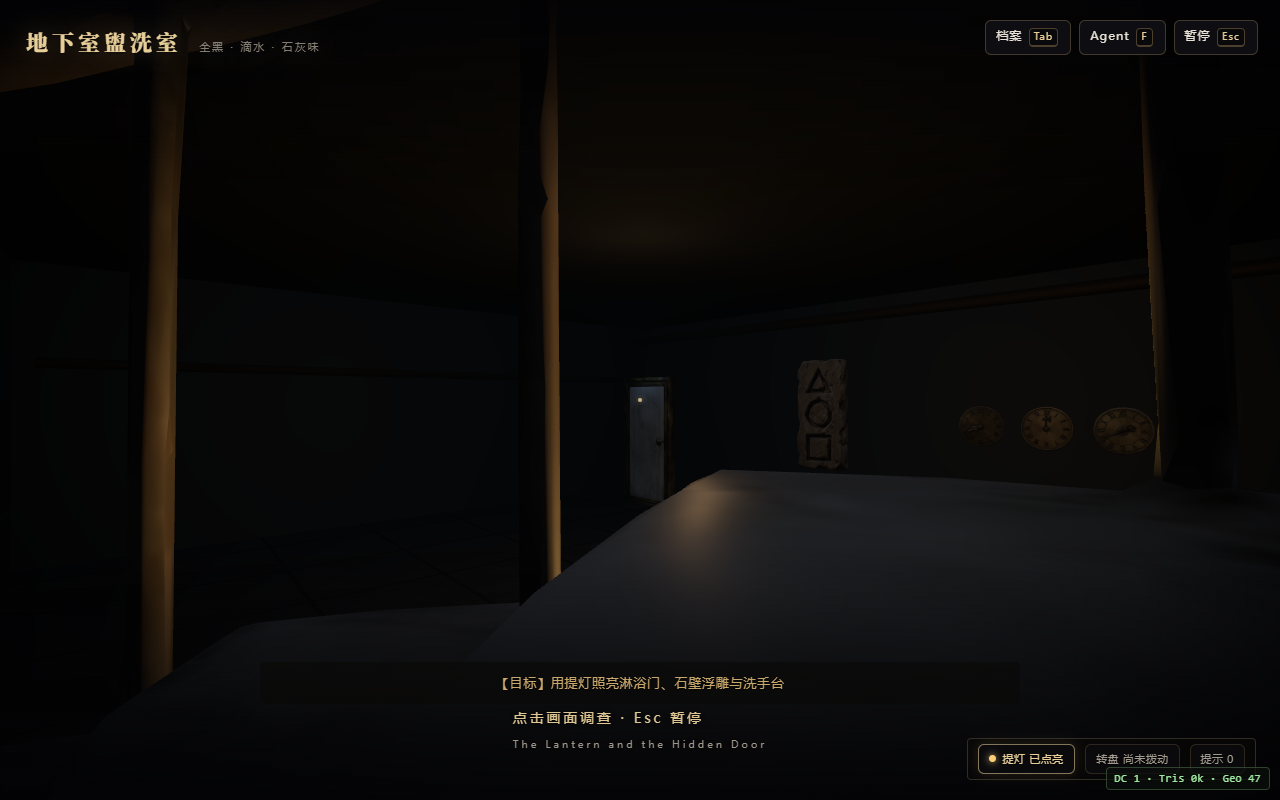 地下室盥洗室 全黑 · 滴水 · 石灰味
档案 Tab Agent F 暂停 Esc
【目标】用提灯照亮淋浴门、石壁浮雕与洗手台
点击画面调查 · Esc 暂停
The Lantern and the Hidden Door
提灯 已点亮 转盘 尚未拨动 提示 0
DC 1 · Tris 0k · Geo 47